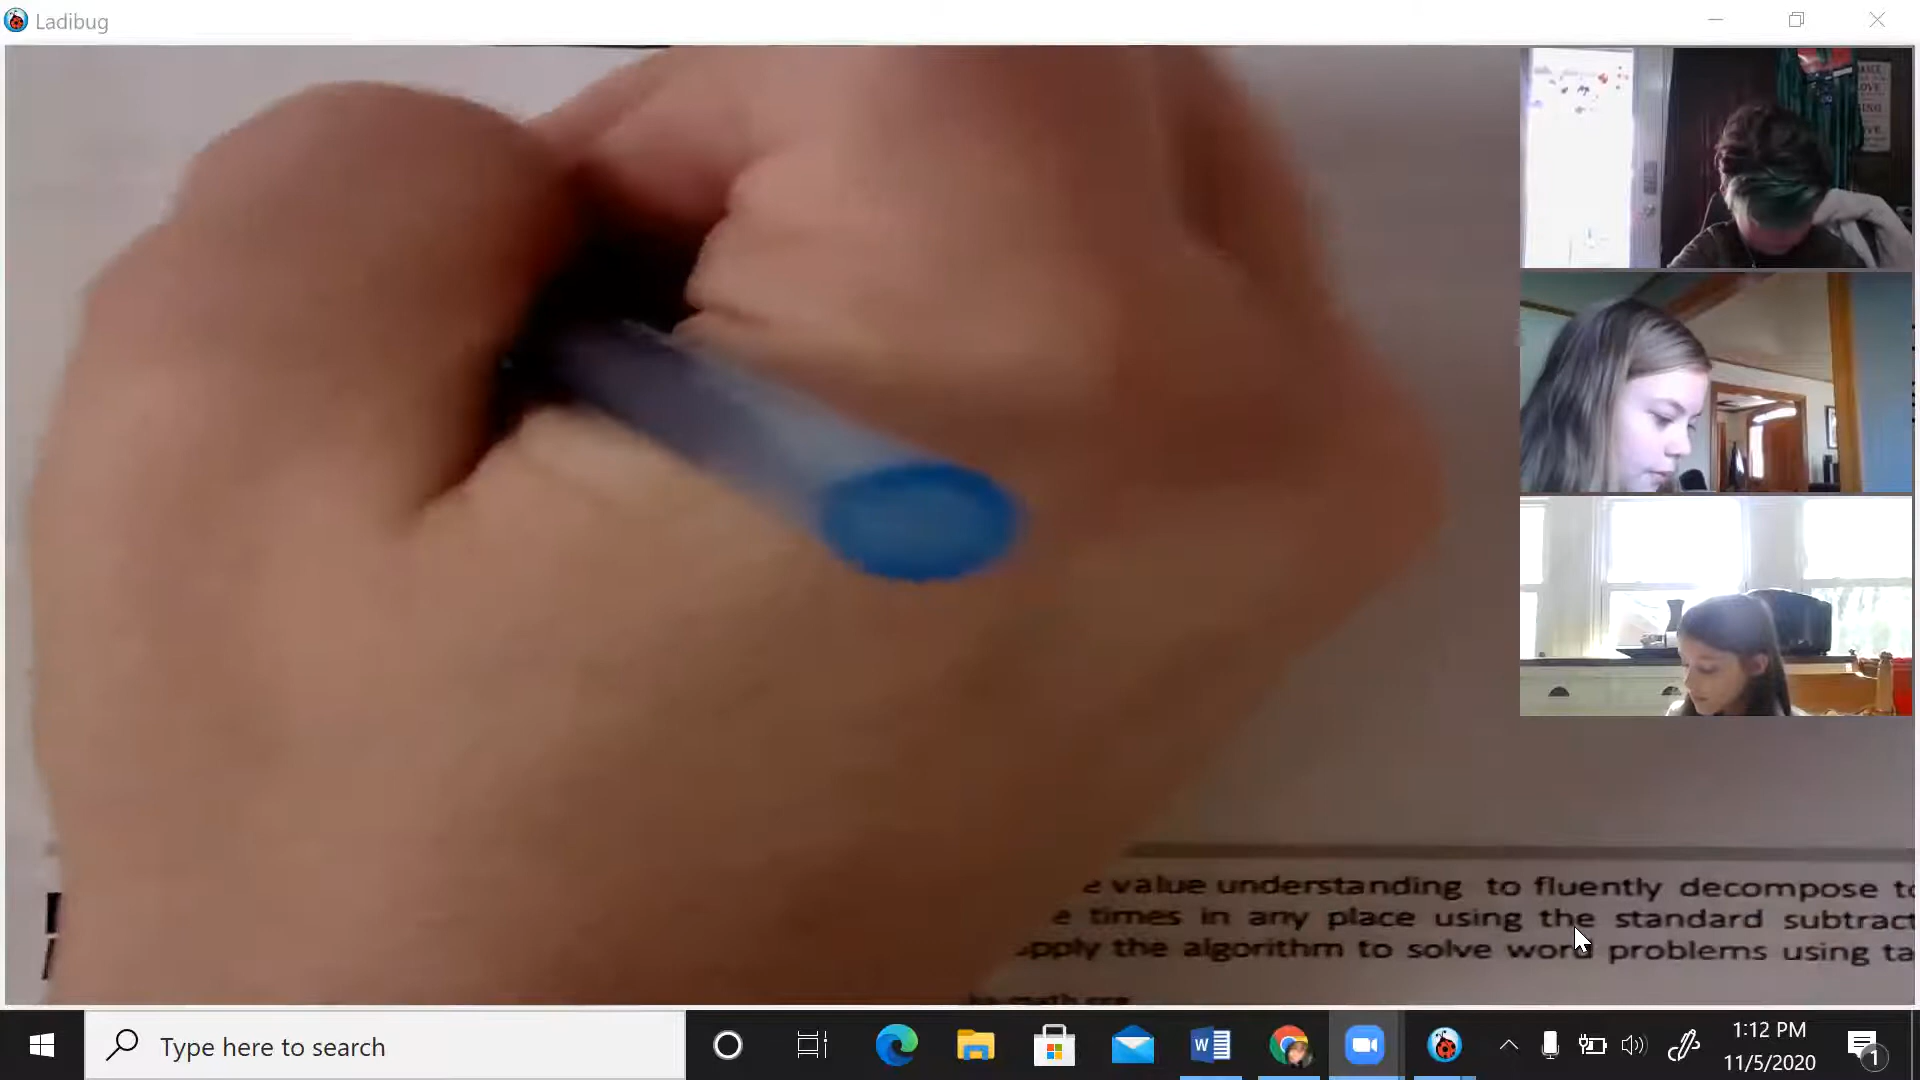 Ladibug
value understanding to fluently decompose
times in any place using the standard
the algorithm to solve word problems using
Type here to search
1:12 PM
11/5/2020
1